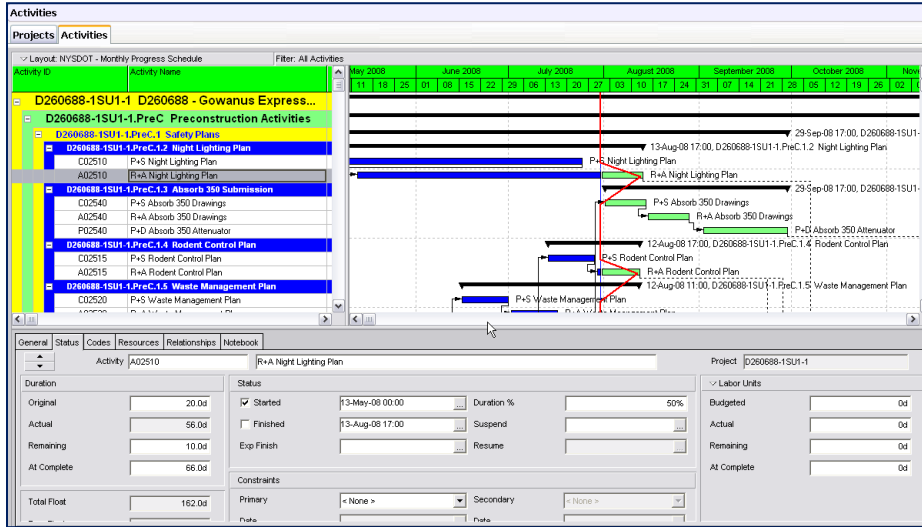 Activities
Projects Activities
Layout: NYSDOT - Monthly Progress Schedule Filter: All Activities
Activity ID Activity Name May 2008 June 2008 July 2008 August 2008 September 2008 October 2008 Nov
11 18 25 01 08 15 22 29 06 13 20 27 03 10 17 24 31 07 14 21 28 05 12 19 26 02
D260688-1SU1-1 D260688 - Gowanus Express...
D260688-1SU1-1.PreC Preconstruction Activities
D260688-1SU1-1.PreC.1 Safety Plans 29-Sep-08 17:00, D260688-1SU1-
D260688-1SU1-1.PreC.1.2 Night Lighting Plan 13-Aug-08 17:00, D260688-1SU1-1.PreC.1.2 Night Lighting Plan
C02510 P+S Night Lighting Plan P+S Night Lighting Plan
A02510 R+A Night Lighting Plan R+A Night Lighting Plan
D260688-1SU1-1.PreC.1.3 Absorb 350 Submission 29-Sep-08 17:00, D260688-1SU1-
C02540 P+S Absorb 350 Drawings P+S Absorb 350 Drawings
A02540 R+A Absorb 350 Drawings R+A Absorb 350 Drawings
P02540 P+D Absorb 350 Attenuator P+D Absorb 350 Attenuator
D260688-1SU1-1.PreC.1.4 Rodent Control Plan 12-Aug-08 17:00, D260688-1SU1-1.PreC.1.4 Rodent Control Plan
C02515 P+S Rodent Control Plan P+S Rodent Control Plan
A02515 R+A Rodent Control Plan R+A Rodent Control Plan
D260688-1SU1-1.PreC.1.5 Waste Management Plan 12-Aug-08 11:00, D260688-1SU1-1.PreC.1.5 Waste Management Plan
C02520 P+S Waste Management Plan P+S Waste Management Plan
General Status Codes Resources Relationships Notebook
Activity A02510 R+A Night Lighting Plan Project D260688-1SU1-1
Duration Status Labor Units
Original 20.0d Started 13-May-08 00:00 ... Duration % 50% Budgeted 0d
Actual 56.0d Finished 13-Aug-08 17:00 ... Suspend ... Actual 0d
Remaining 10.0d Exp Finish ... Resume ... Remaining 0d
At Complete 66.0d At Complete 0d
Constraints
Total Float 162.0d Primary < None > Secondary < None >
Date Date